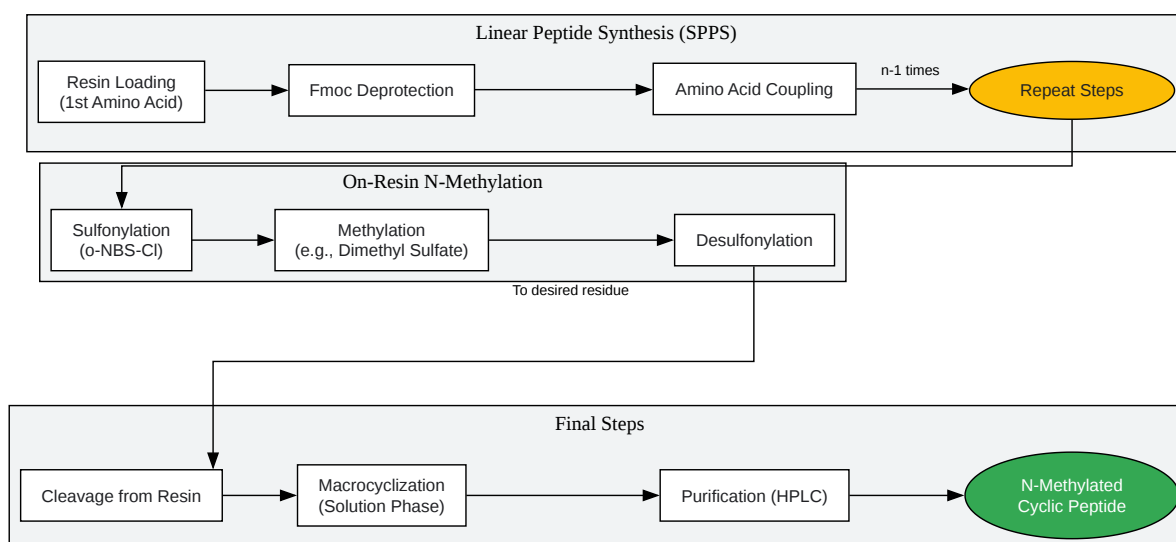 Linear Peptide Synthesis (SPPS)
Resin Loading
(1st Amino Acid)
Fmoc Deprotection
Amino Acid Coupling
n-1 times
Repeat Steps
On-Resin N-Methylation
Sulfonylation
(o-NBS-Cl)
Methylation
(e.g., Dimethyl Sulfate)
Desulfonylation
To desired residue
Final Steps
Cleavage from Resin
Macrocyclization
(Solution Phase)
Purification (HPLC)
N-Methylated
Cyclic Peptide